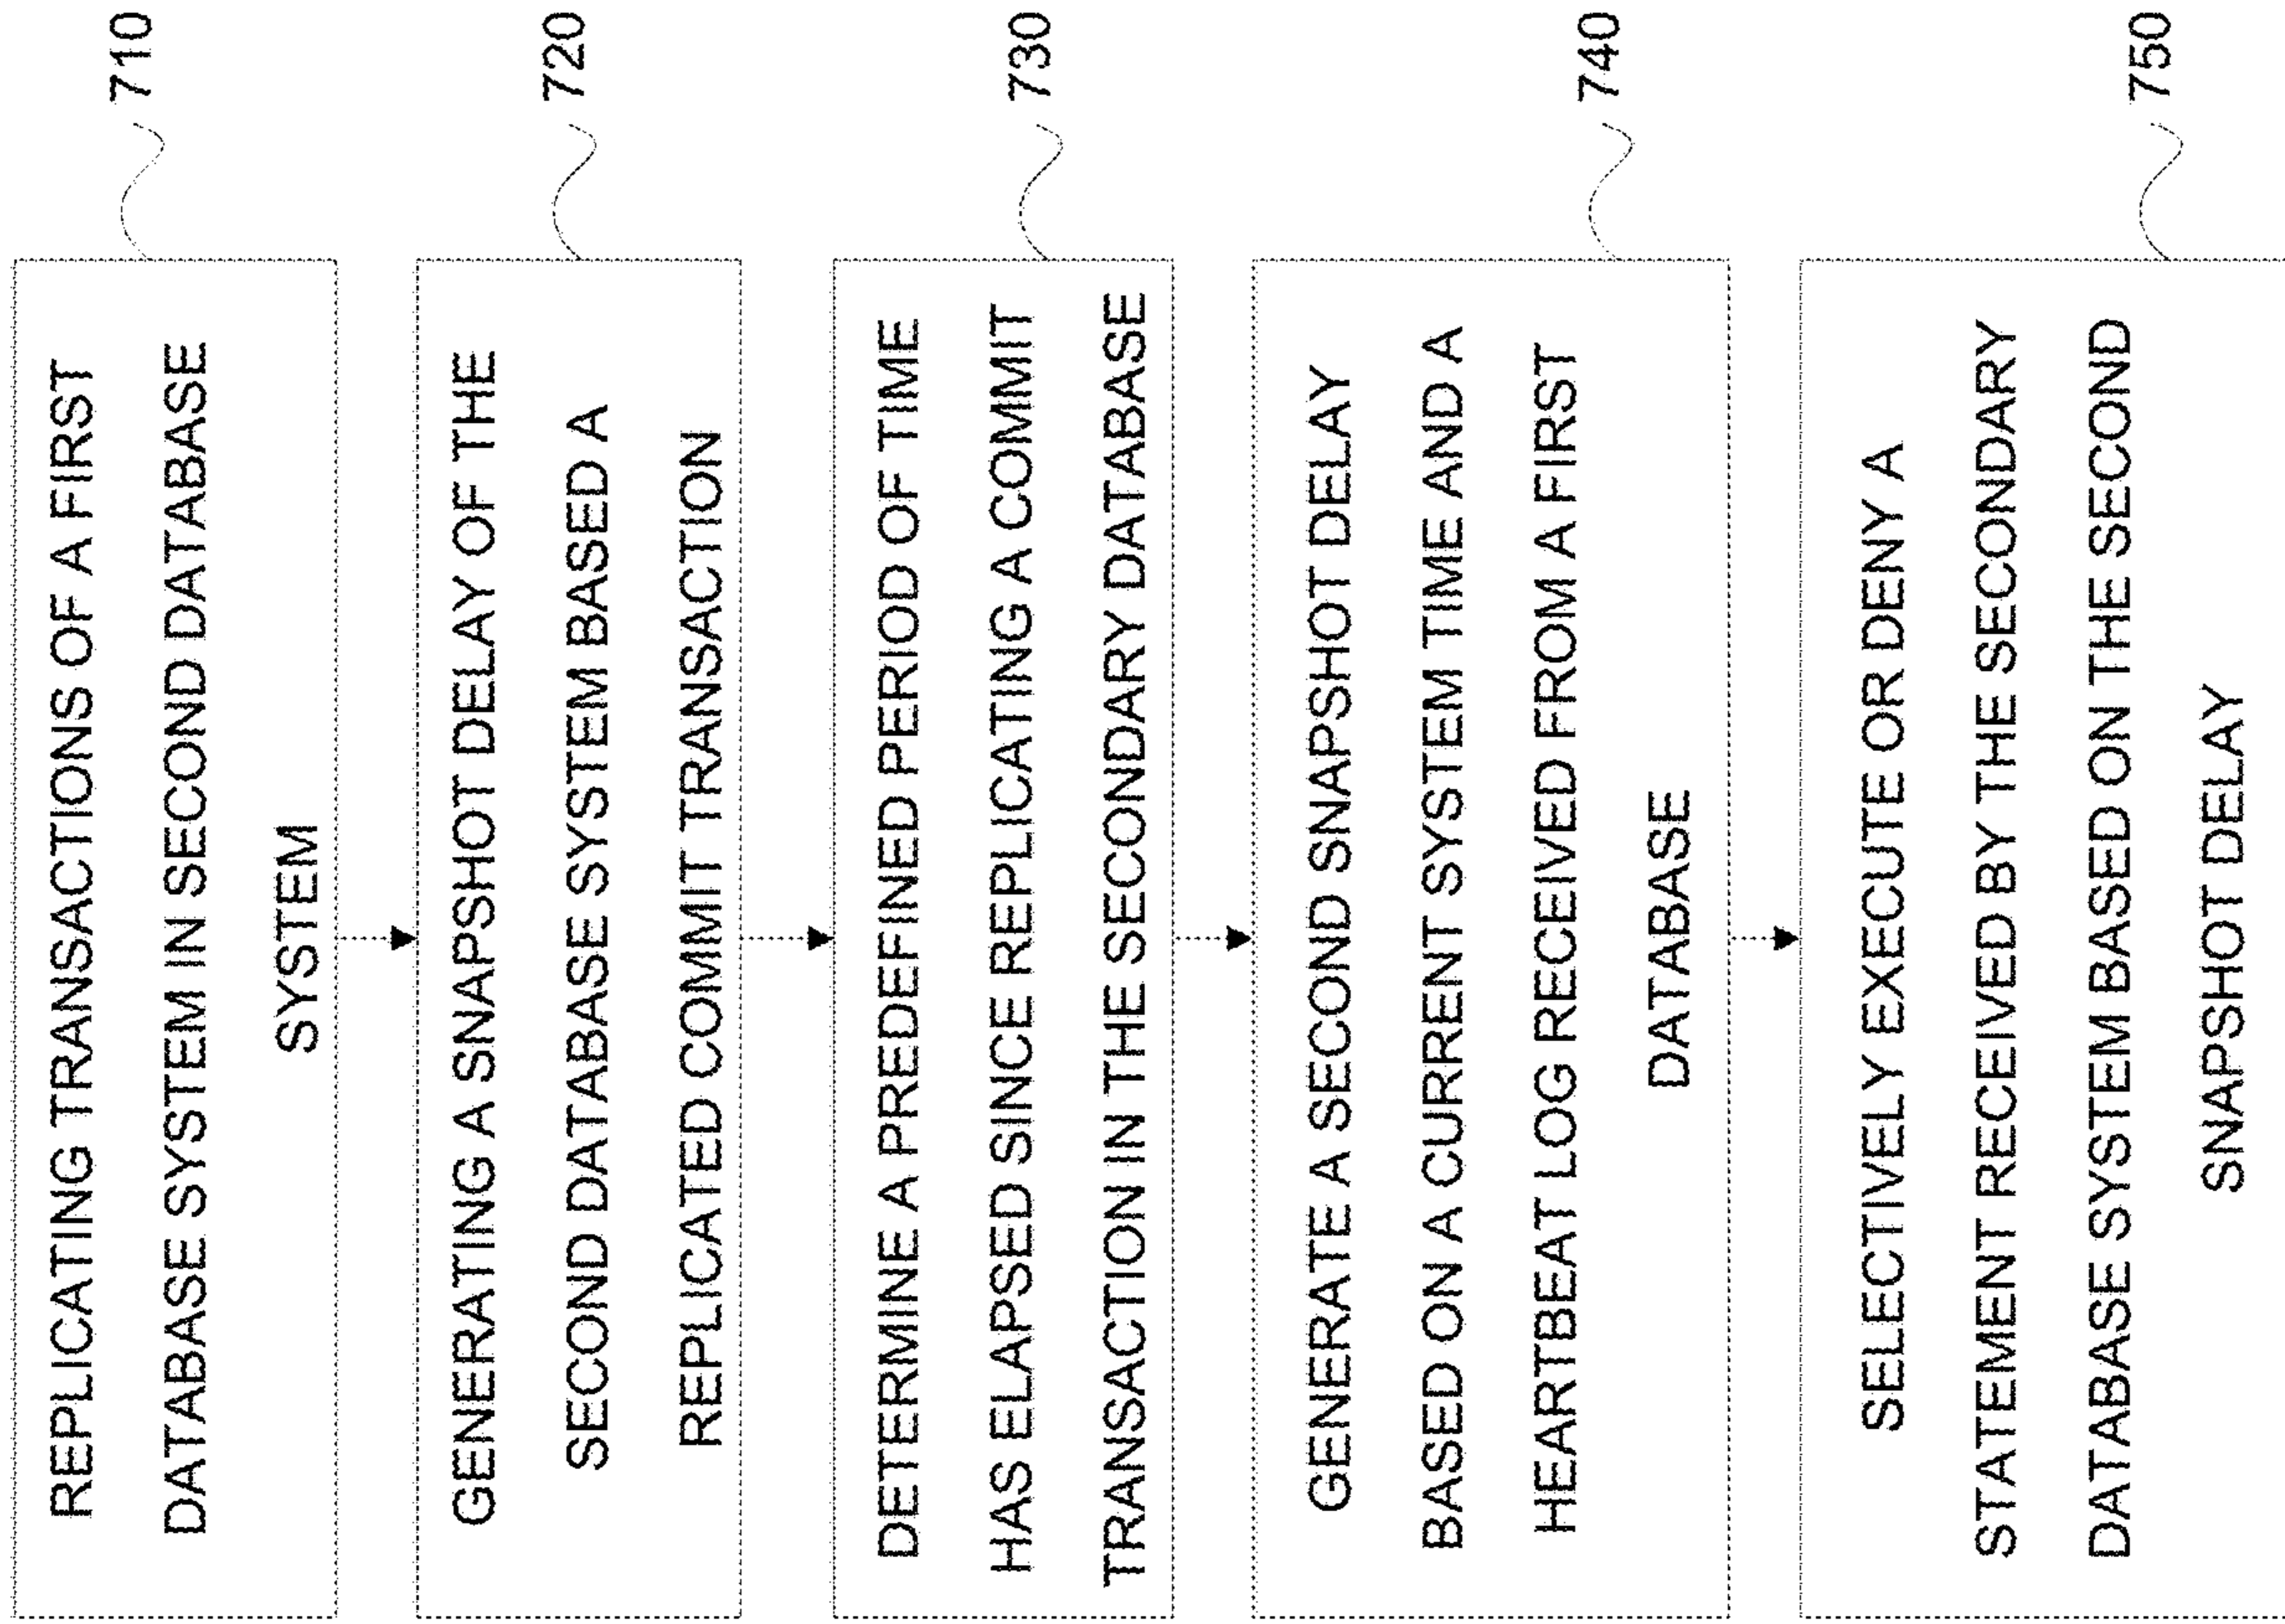 REPLICATING TRANSACTIONS OF A FIRST
DATABASE SYSTEM IN SECOND DATABASE
SYSTEM
710
GENERATING A SNAPSHOT DELAY OF THE
SECOND DATABASE SYSTEM BASED A
REPLICATED COMMIT TRANSACTION
720
DETERMINE A PREDEFINED PERIOD OF TIME
HAS ELAPSED SINCE REPLICATING A COMMIT
TRANSACTION IN THE SECONDARY DATABASE
730
GENERATE A SECOND SNAPSHOT DELAY
BASED ON A CURRENT SYSTEM TIME AND A
HEARTBEAT LOG RECEIVED FROM A FIRST
DATABASE
740
SELECTIVELY EXECUTE OR DENY A
STATEMENT RECEIVED BY THE SECONDARY
DATABASE SYSTEM BASED ON THE SECOND
SNAPSHOT DELAY
750